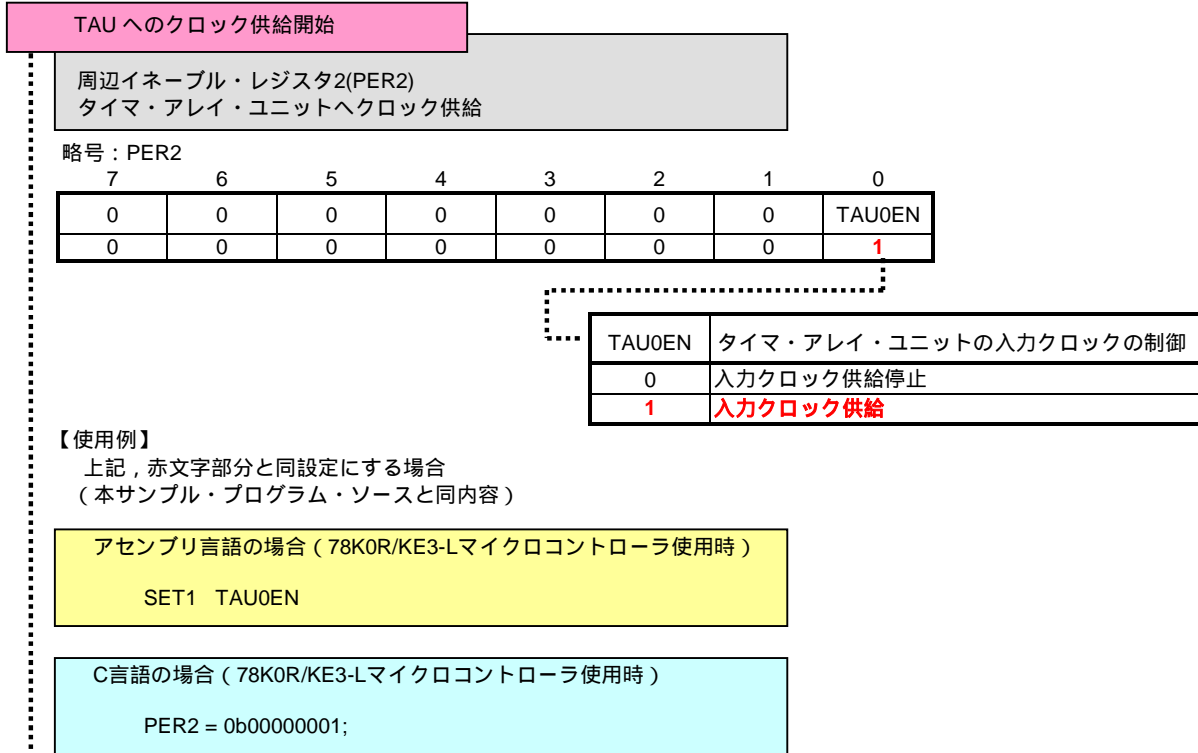 TAU へのクロック供給開始
周辺イネーブル・レジスタ2(PER2)
タイマ・アレイ・ユニットへクロック供給
略号：PER2
7 6 5 4 3 2 1 0
0 0 0 0 0 0 0 TAU0EN
0 0 0 0 0 0 0 1
TAU0EN タイマ・アレイ・ユニットの入力クロックの制御
0 入力クロック供給停止
1 入力クロック供給
【使用例】
上記，赤文字部分と同設定にする場合
（本サンプル・プログラム・ソースと同内容）
アセンブリ言語の場合（78K0R/KE3-Lマイクロコントローラ使用時）
SET1 TAU0EN
C言語の場合（78K0R/KE3-Lマイクロコントローラ使用時）
PER2 = 0b00000001;